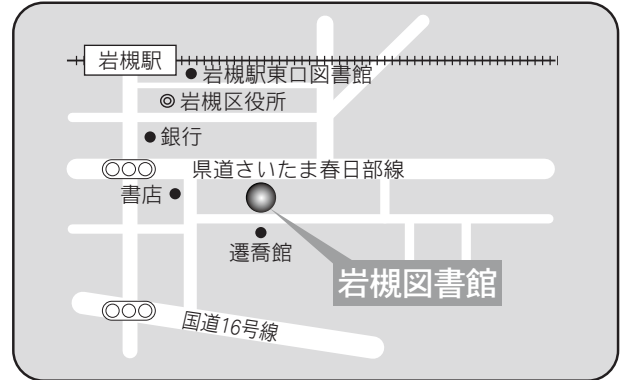 岩槻駅
岩槻駅東口図書館
岩槻区役所
銀行
県道さいたま春日部線
書店
遷喬館
岩槻図書館
国道16号線